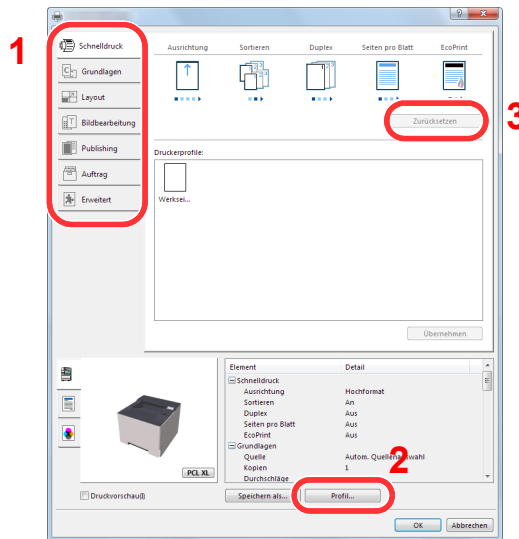 1
Schnelldruck
Grundlagen
Layout
Bildbearbeitung
Publishing
Auftrag
Erweitert
Ausrichtung Sortieren Duplex Seiten pro Blatt EcoPrint
Zurücksetzen
3
Druckerprofile:
Werksei...
Übernehmen
Element Detail
Schnelldruck
Ausrichtung Hochformat
Sortieren An
Duplex Aus
Seiten pro Blatt Aus
EcoPrint Aus
Grundlagen
Quelle Autom. Quellenauswahl
Kopien 1
Durchschläge
2
PCL XL
Druckvorschau(J)
Speichern als...
Profil...
OK Abbrechen